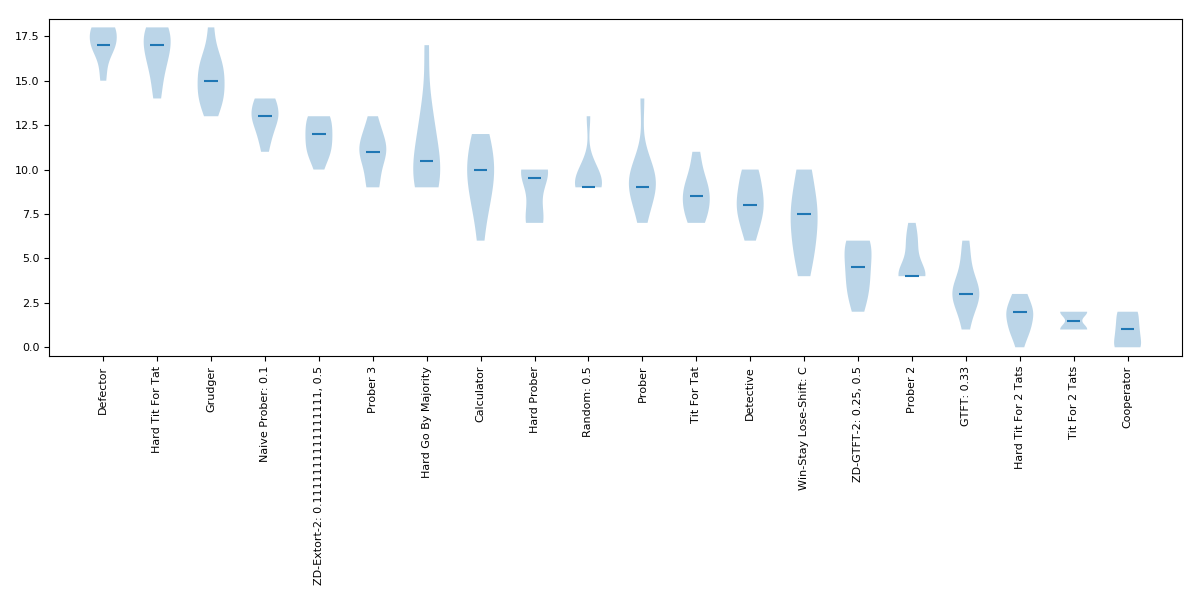 17.5
15.0
12.5
10.0
7.5
5.0
2.5
0.0
Defector
Hard Tit For Tat
Grudger
Naive Prober: 0.1
ZD-Extort-2: 0.1111111111111111, 0.5
Prober 3
Hard Go By Majority
Calculator
Hard Prober
Random: 0.5
Prober
Tit For Tat
Detective
Win-Stay Lose-Shift: C
ZD-GTFT-2: 0.25, 0.5
Prober 2
GTFT: 0.33
Hard Tit For 2 Tats
Tit For 2 Tats
Cooperator